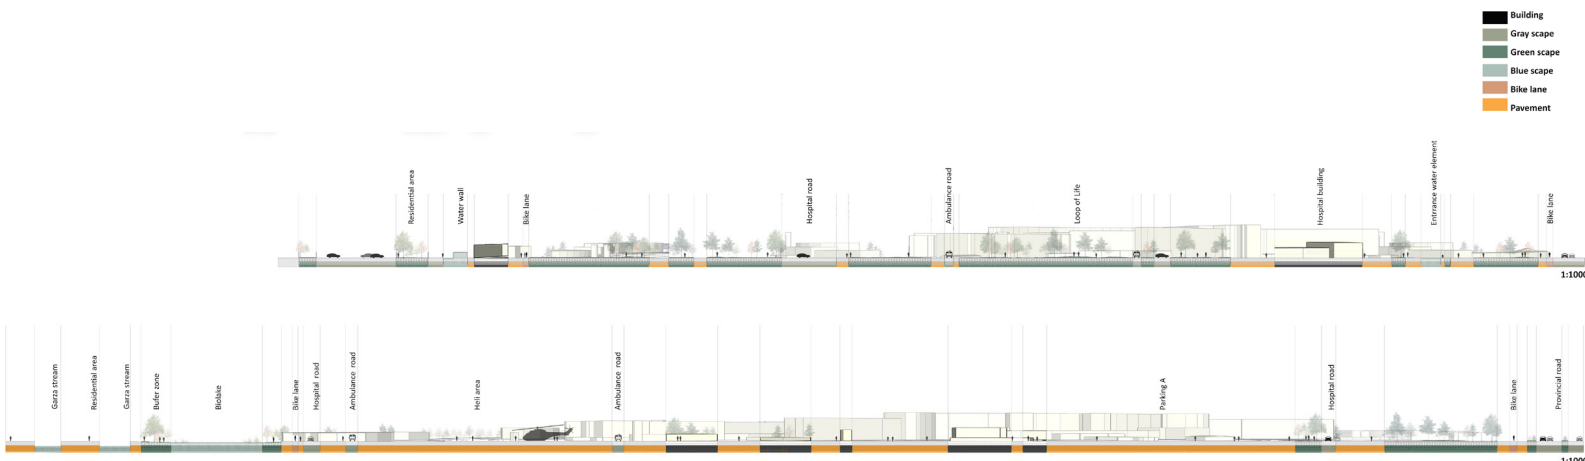 Building
Gray scape
Green scape
Blue scape
Bike lane
Pavement
Residential area
Water wall
Bike lane
Hospital road
Ambulance road
Loop of Life
Hospital building
Entrrance water element
Bike lane
1:1000
Garza stream
Residential area
Garza stream
Bufer zone
Biolake
Bike lane
Hospital road
Ambulance road
Heli area
Ambulance road
Parking A
Hospital road
Bike lane
Provincial road
1:1000